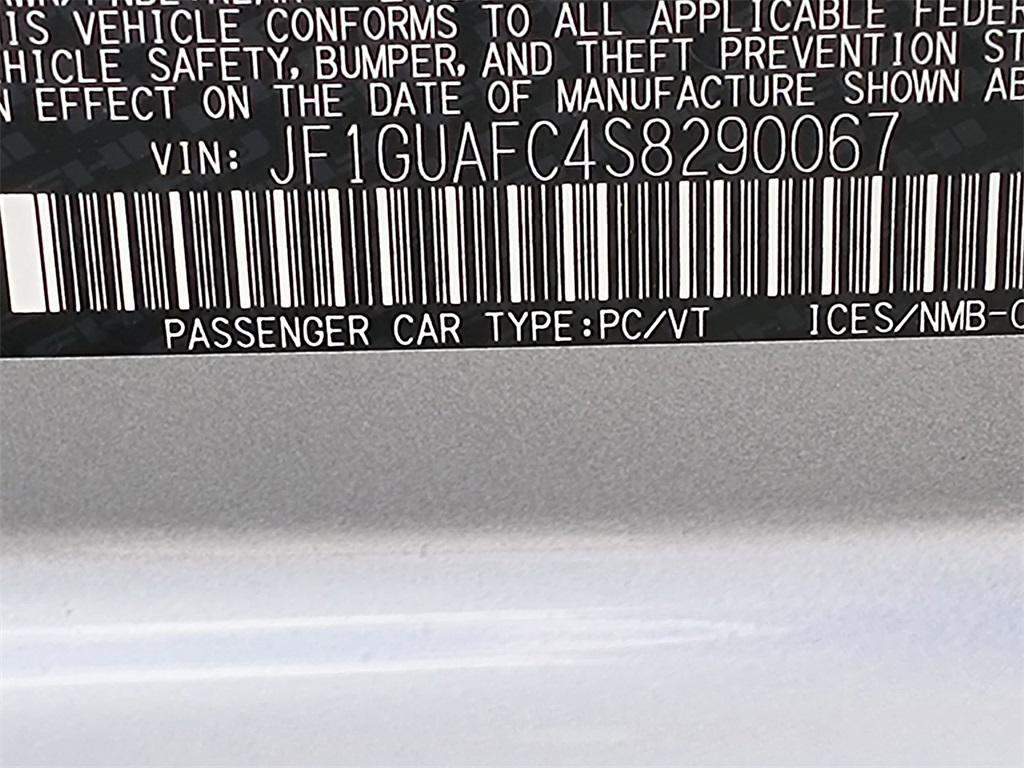 IS VEHICLE CONFORMS TO ALL APPLICABLE FEDER
HICLE SAFETY, BUMPER, AND THEFT PREVENTION ST
N EFFECT ON THE DATE OF MANUFACTURE SHOWN AB
VIN: JF1GUAFC4S8290067
PASSENGER CAR TYPE:PC/VT ICES/NMB-C